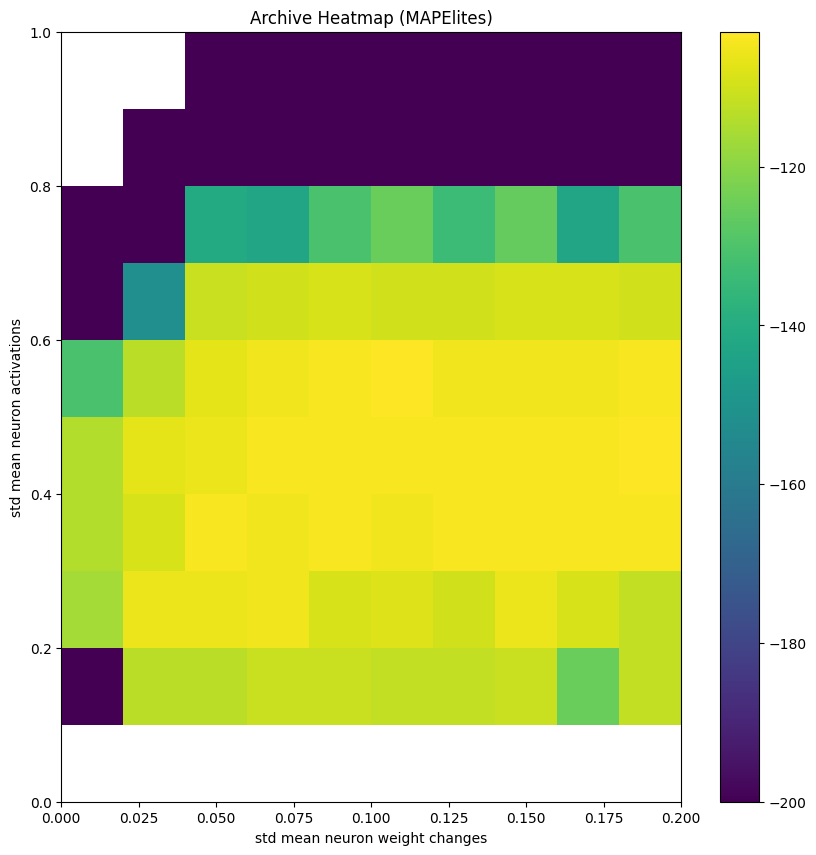 Archive Heatmap (MAPElites)
1.0
0.8
0.6
0.4
0.2
0.0
std mean neuron activations
0.000 0.025 0.050 0.075 0.100 0.125 0.150 0.175 0.200
std mean neuron weight changes
−120
−140
−160
−180
−200